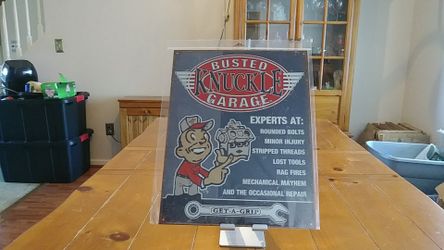 BUSTED
KNUCKLE
GARAGE
EXPERTS AT:
ROUNDED BOLTS
MINOR INJURY
STRIPPED THREADS
LOST TOOLS
RAG FIRES
MECHANICAL MAYHEM
AND THE OCCASIONAL REPAIR
GET-A-GRIP